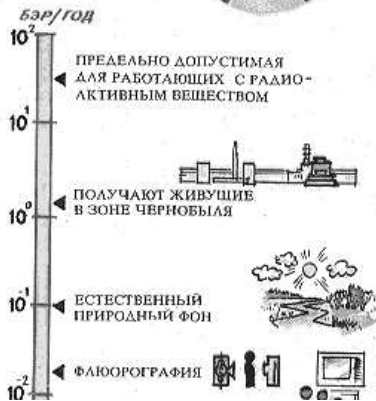 БЭР/ГОД
10²
ПРЕДЕЛЬНО ДОПУСТИМАЯ
ДЛЯ РАБОТАЮЩИХ С РАДИО-
АКТИВНЫМ ВЕЩЕСТВОМ
10¹
ПОЛУЧАЮТ ЖИВУЩИЕ
В ЗОНЕ ЧЕРНОБЫЛЯ
10⁰
ЕСТЕСТВЕННЫЙ
ПРИРОДНЫЙ ФОН
10⁻¹
ФЛЮОРОГРАФИЯ
10⁻²